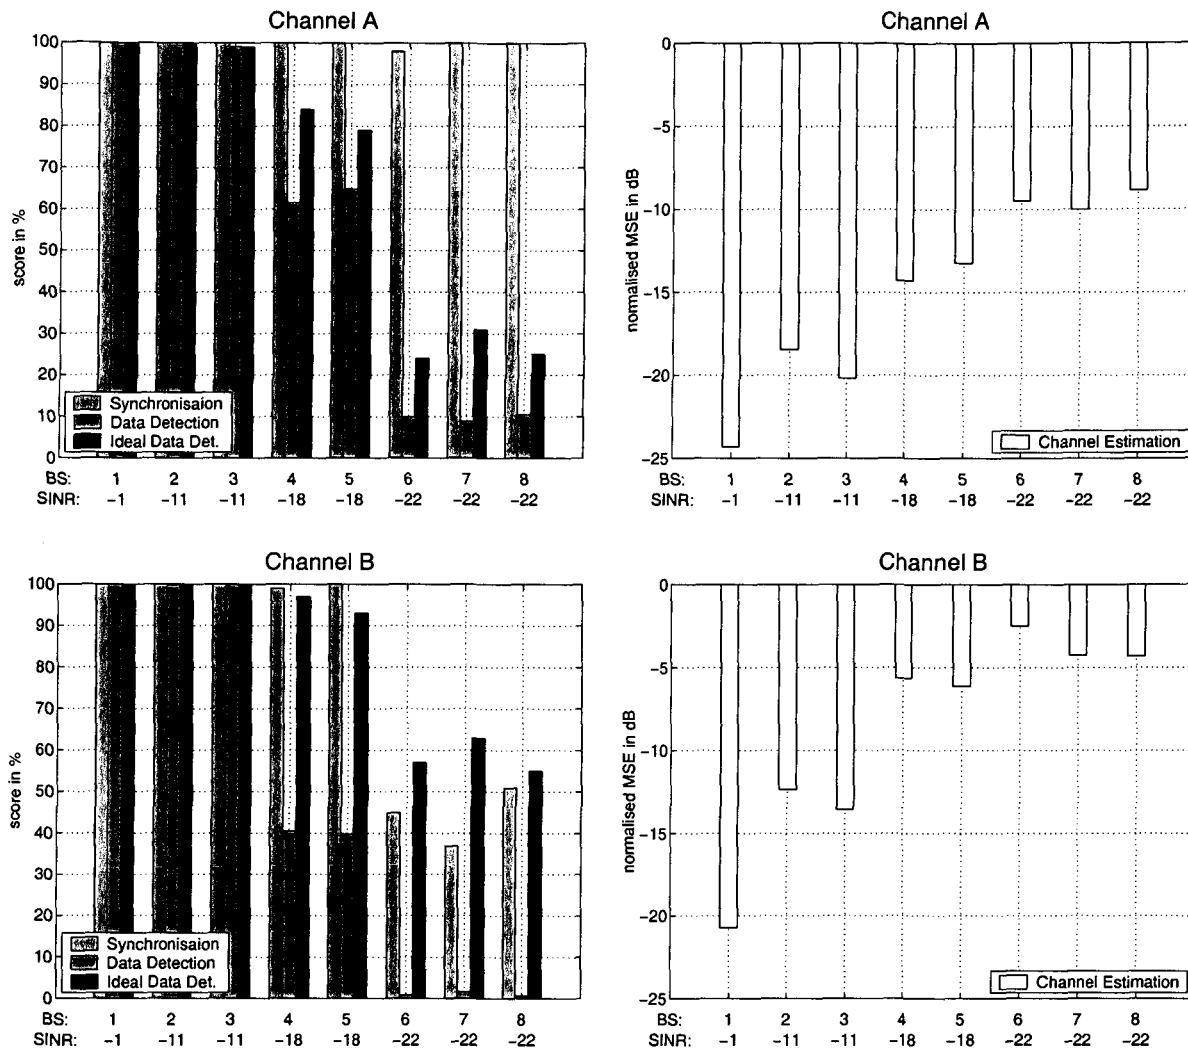 Channel A
100
90
80
70
60
50
40
30
20
10
0
score in %
Synchronisaion
Data Detection
Ideal Data Det.
BS: 1 2 3 4 5 6 7 8
SINR: -1 -11 -11 -18 -18 -22 -22 -22
Channel A
0
-5
-10
-15
-20
-25
normalised MSE in dB
Channel Estimation
BS: 1 2 3 4 5 6 7 8
SINR: -1 -11 -11 -18 -18 -22 -22 -22
Channel B
100
90
80
70
60
50
40
30
20
10
0
score in %
Synchronisaion
Data Detection
Ideal Data Det.
BS: 1 2 3 4 5 6 7 8
SINR: -1 -11 -11 -18 -18 -22 -22 -22
Channel B
0
-5
-10
-15
-20
-25
normalised MSE in dB
Channel Estimation
BS: 1 2 3 4 5 6 7 8
SINR: -1 -11 -11 -18 -18 -22 -22 -22